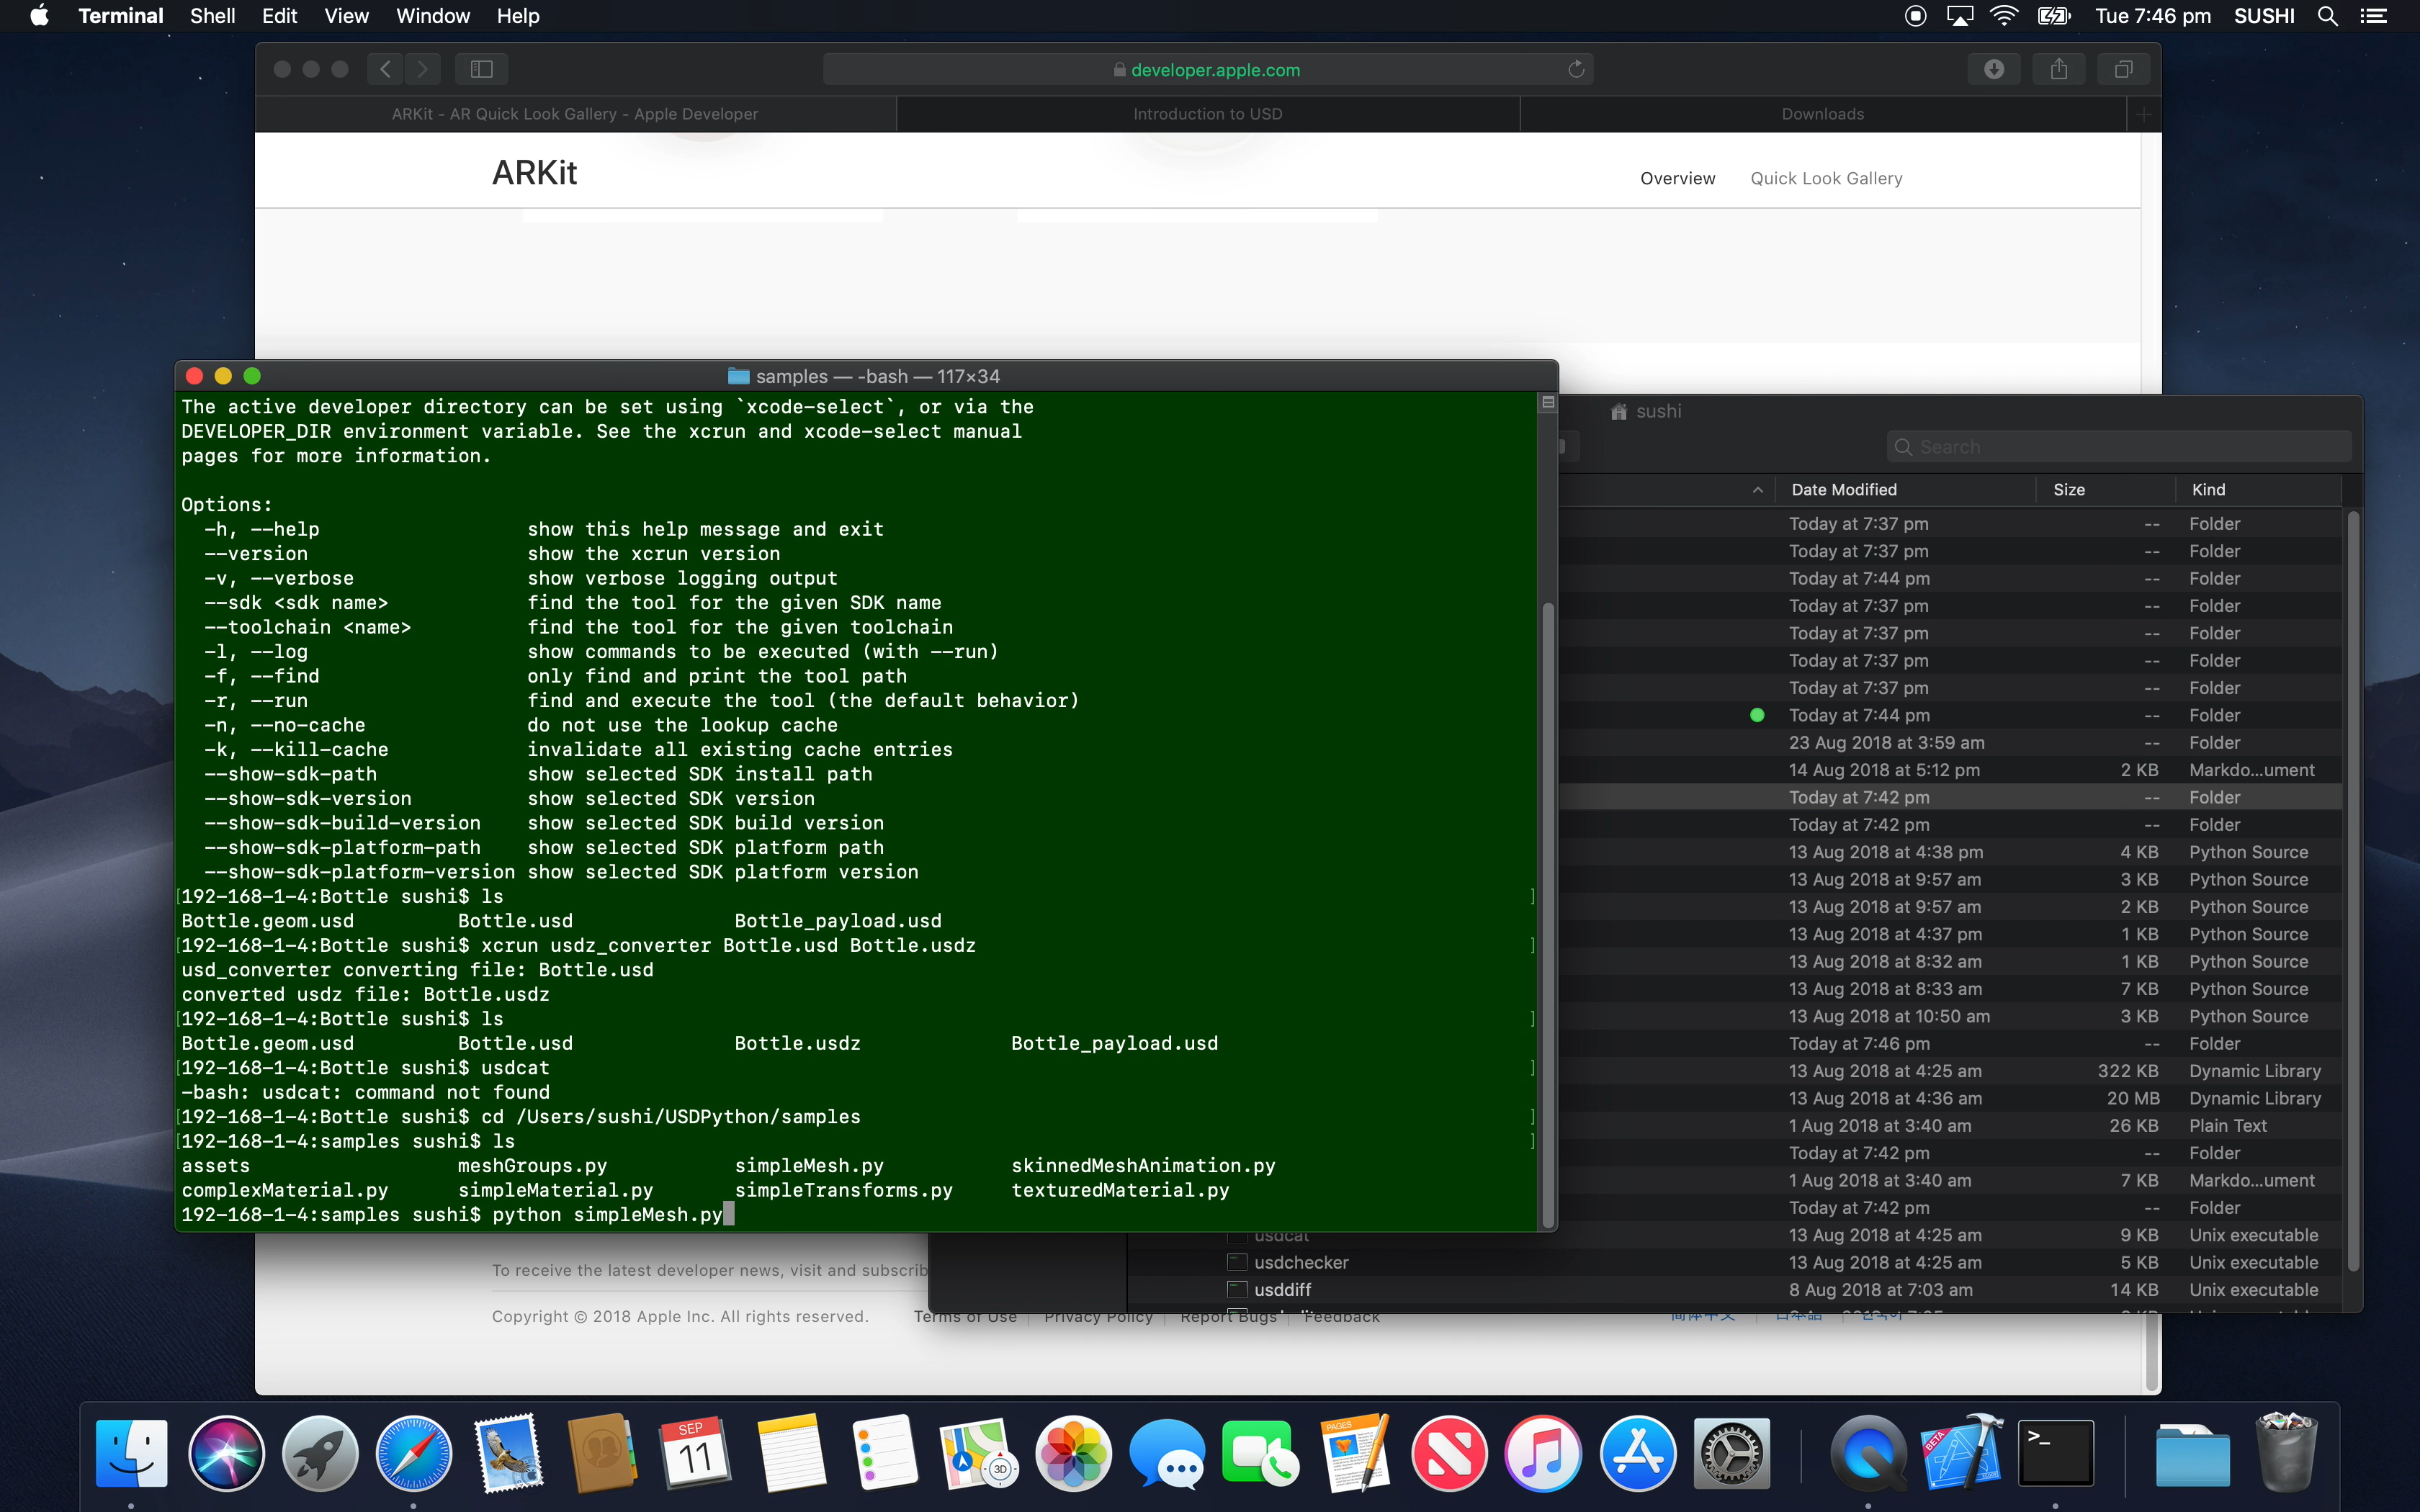 Terminal Shell Edit View Window Help
Tue 7:46 pm SUSHI
developer.apple.com
ARKit - AR Quick Look Gallery - Apple Developer
Introduction to USD
Downloads
ARKit
Overview
Quick Look Gallery
samples — -bash — 117×34
The active developer directory can be set using `xcode-select`, or via the
DEVELOPER_DIR environment variable. See the xcrun and xcode-select manual
pages for more information.
Options:
-h, --help show this help message and exit
--version show the xcrun version
-v, --verbose show verbose logging output
--sdk <sdk name> find the tool for the given SDK name
--toolchain <name> find the tool for the given toolchain
-l, --log show commands to be executed (with --run)
-f, --find only find and print the tool path
-r, --run find and execute the tool (the default behavior)
-n, --no-cache do not use the lookup cache
-k, --kill-cache invalidate all existing cache entries
--show-sdk-path show selected SDK install path
--show-sdk-version show selected SDK version
--show-sdk-build-version show selected SDK build version
--show-sdk-platform-path show selected SDK platform path
--show-sdk-platform-version show selected SDK platform version
[192-168-1-4:Bottle sushi$ ls ]
Bottle.geom.usd Bottle.usd Bottle_payload.usd
[192-168-1-4:Bottle sushi$ xcrun usdz_converter Bottle.usd Bottle.usdz ]
usd_converter converting file: Bottle.usd
converted usdz file: Bottle.usdz
[192-168-1-4:Bottle sushi$ ls ]
Bottle.geom.usd Bottle.usd Bottle.usdz Bottle_payload.usd
[192-168-1-4:Bottle sushi$ usdcat ]
-bash: usdcat: command not found
[192-168-1-4:Bottle sushi$ cd /Users/sushi/USDPython/samples ]
[192-168-1-4:samples sushi$ ls ]
assets meshGroups.py simpleMesh.py skinnedMeshAnimation.py
complexMaterial.py simpleMaterial.py simpleTransforms.py texturedMaterial.py
192-168-1-4:samples sushi$ python simpleMesh.py
sushi
Search
Date Modified Size Kind
Today at 7:37 pm -- Folder
Today at 7:37 pm -- Folder
Today at 7:44 pm -- Folder
Today at 7:37 pm -- Folder
Today at 7:37 pm -- Folder
Today at 7:37 pm -- Folder
Today at 7:37 pm -- Folder
Today at 7:44 pm -- Folder
23 Aug 2018 at 3:59 am -- Folder
14 Aug 2018 at 5:12 pm 2 KB Markdo...ument
Today at 7:42 pm -- Folder
Today at 7:42 pm -- Folder
13 Aug 2018 at 4:38 pm 4 KB Python Source
13 Aug 2018 at 9:57 am 3 KB Python Source
13 Aug 2018 at 9:57 am 2 KB Python Source
13 Aug 2018 at 4:37 pm 1 KB Python Source
13 Aug 2018 at 8:32 am 1 KB Python Source
13 Aug 2018 at 8:33 am 7 KB Python Source
13 Aug 2018 at 10:50 am 3 KB Python Source
Today at 7:46 pm -- Folder
13 Aug 2018 at 4:25 am 322 KB Dynamic Library
13 Aug 2018 at 4:36 am 20 MB Dynamic Library
1 Aug 2018 at 3:40 am 26 KB Plain Text
Today at 7:42 pm -- Folder
1 Aug 2018 at 3:40 am 7 KB Markdo...ument
Today at 7:42 pm -- Folder
usdcat 13 Aug 2018 at 4:25 am 9 KB Unix executable
usdchecker 13 Aug 2018 at 4:25 am 5 KB Unix executable
usddiff 8 Aug 2018 at 7:03 am 14 KB Unix executable
To receive the latest developer news, visit and subscrib
Copyright © 2018 Apple Inc. All rights reserved. Terms of Use Privacy Policy Report Bugs Feedback
简体中文 日本語 한국어
SEP
11
3D
PAGES
BETA
>_